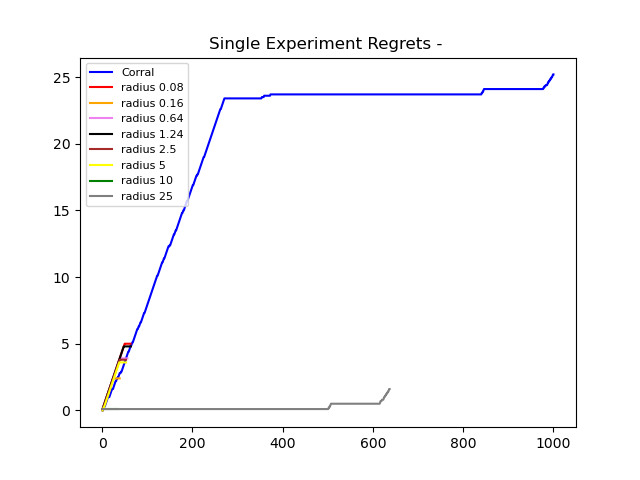 Single Experiment Regrets -
Corral
radius 0.08
radius 0.16
radius 0.64
radius 1.24
radius 2.5
radius 5
radius 10
radius 25
25
20
15
10
5
0
0 200 400 600 800 1000